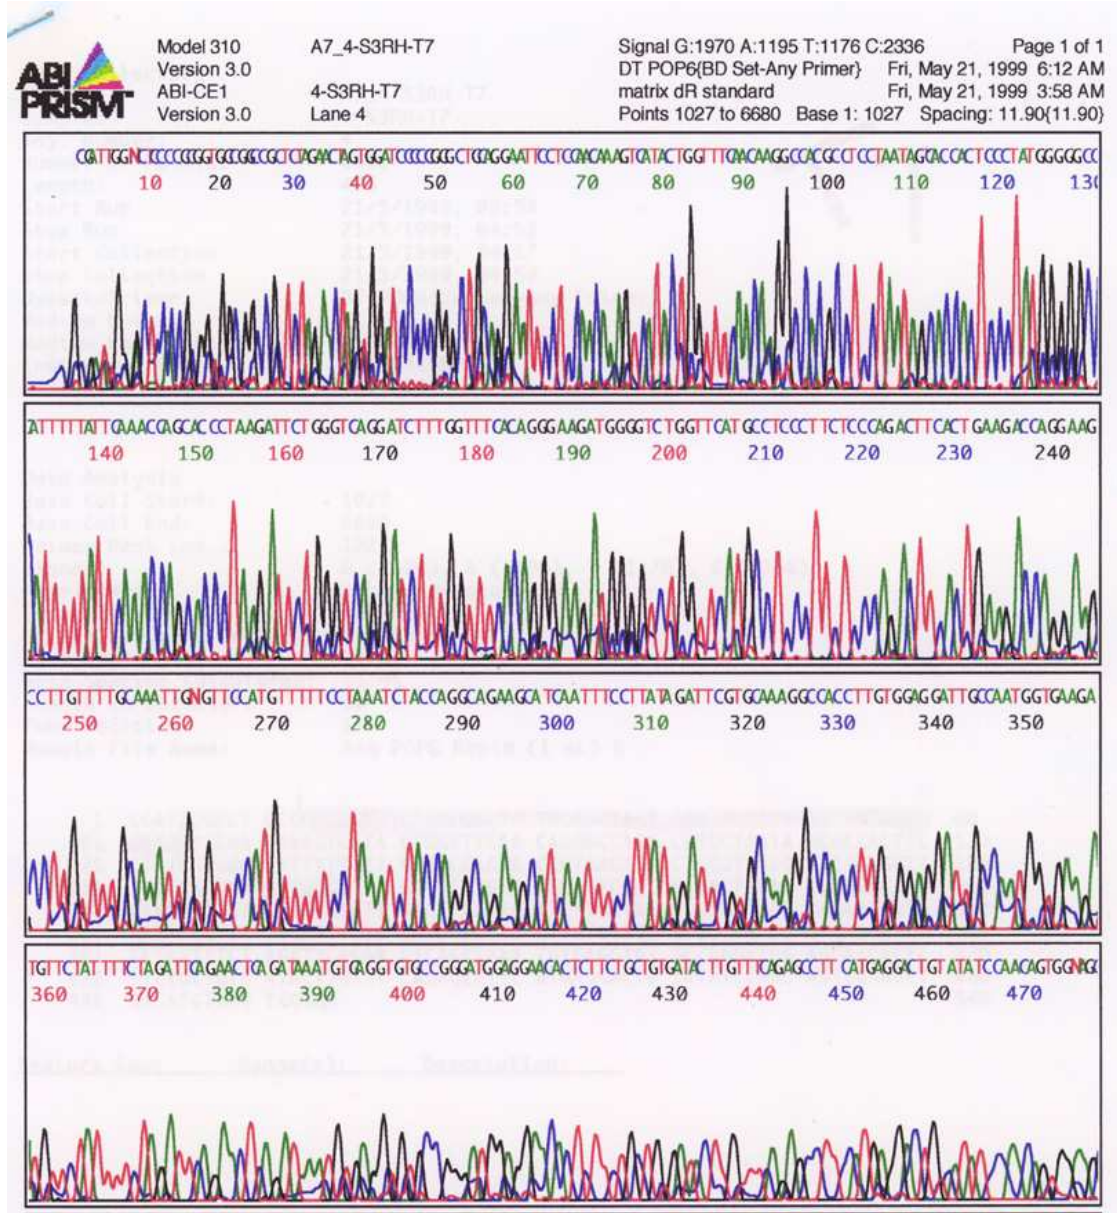 ABI PRISM
Model 310 A7_4-S3RH-T7 Signal G:1970 A:1195 T:1176 C:2336 Page 1 of 1
Version 3.0 DT POP6{BD Set-Any Primer} Fri, May 21, 1999 6:12 AM
ABI-CE1 4-S3RH-T7 matrix dR standard Fri, May 21, 1999 3:58 AM
Version 3.0 Lane 4 Points 1027 to 6680 Base 1: 1027 Spacing: 11.90{11.90}
10 20 30 40 50 60 70 80 90 100 110 120 130
ATTTTTATTGAAACCAGCACCCTAAGATTCTGGGTCAGGATCTTTGGTTTCACAGGGAAGATGGGGTCTGGTTCATGCCTCCCTTCTCCCAGACTTCACTGAAGACCAGGAAG
140 150 160 170 180 190 200 210 220 230 240
CCTTGTTTTGCAAATTGNGTTCCATGTTTTTCCTAAATCTACCAGGCAGAAGCATCAATTTCCTTATAGATTCGTGCAAAGGCCACCTTGTGGAGGATTGCCAATGGTGAAGA
250 260 270 280 290 300 310 320 330 340 350
TGTTCTATTTTCTAGATTCAGAACTCAGATAAATGTGAGGTGTGCCGGGATGGAGGAACACTCTTCTGCTGTGATACTTGTTTCAGAGCCTTCATGAGGACTGTATATCCAACAGTGGNAGC
360 370 380 390 400 410 420 430 440 450 460 470